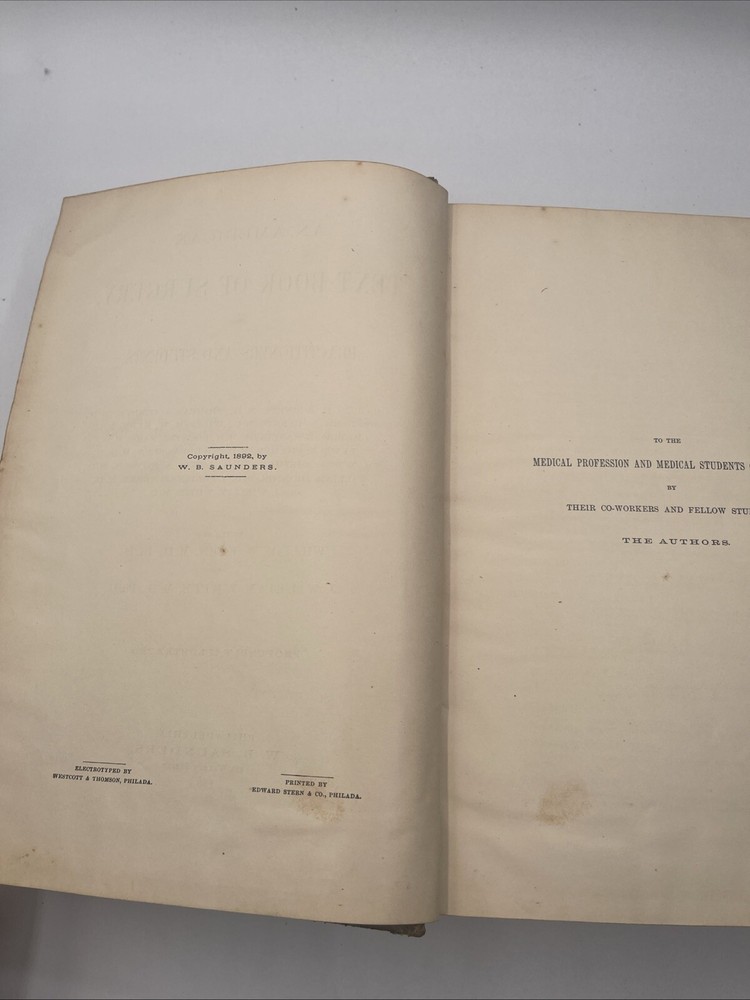 Copyright, 1892, by
W. B. SAUNDERS.
ELECTROTYPED BY
WESTCOTT & THOMSON, PHILADA.
PRINTED BY
EDWARD STERN & CO., PHILADA.
TO THE
MEDICAL PROFESSION AND MEDICAL STUDENTS
BY
THEIR CO-WORKERS AND FELLOW
THE AUTHORS.